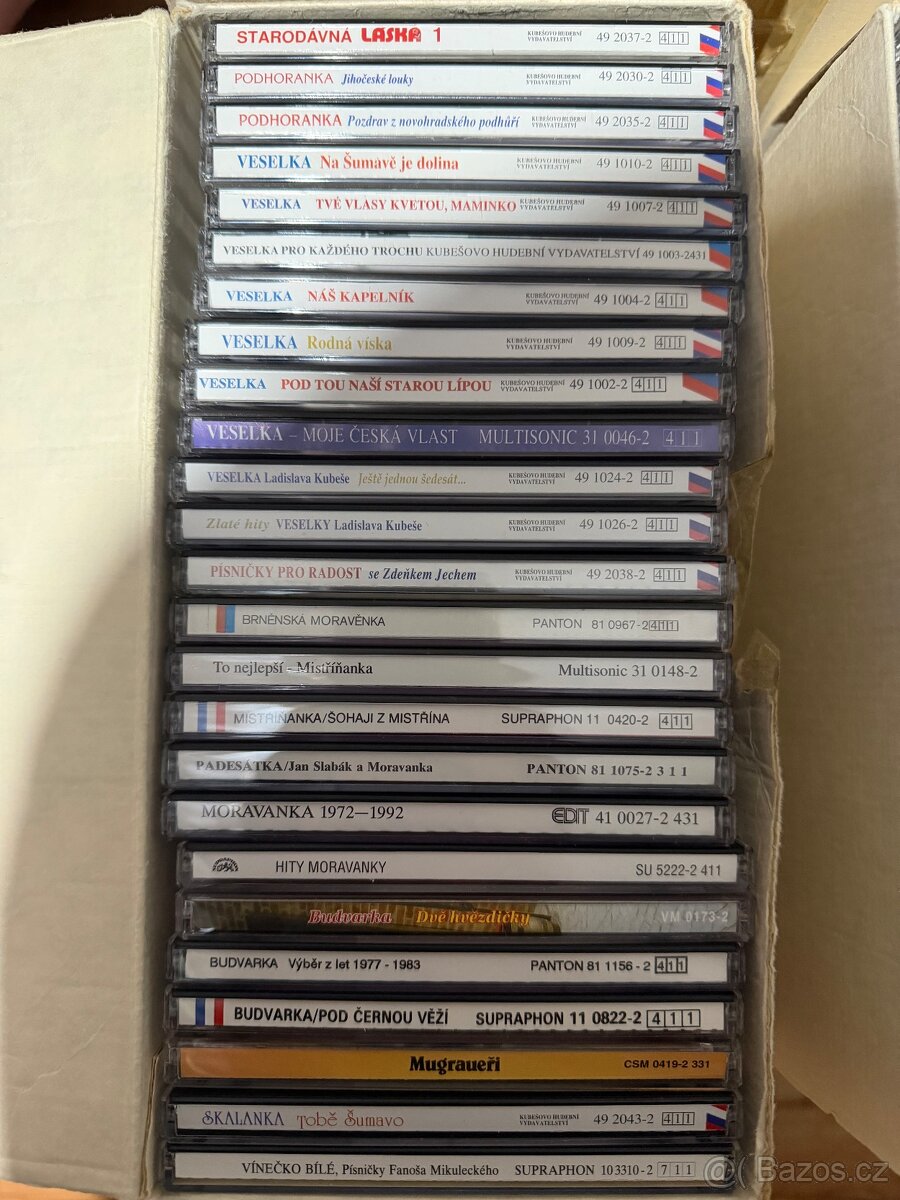 STARODÁVNÁ LÁSKA 1 KUBEŠOVO HUDEBNÍ VYDAVATELSTVÍ 49 2037-2 411
PODHORANKA Jihočeské louky KUBEŠOVO HUDEBNÍ VYDAVATELSTVÍ 49 2030-2 411
PODHORANKA Pozdrav z novohradského podhůří KUBEŠOVO HUDEBNÍ VYDAVATELSTVÍ 49 2035-2 411
VESELKA Na Šumavě je dolina KUBEŠOVO HUDEBNÍ VYDAVATELSTVÍ 49 1010-2 411
VESELKA TVÉ VLASY KVETOU, MAMINKO KUBEŠOVO HUDEBNÍ VYDAVATELSTVÍ 49 1007-2 411
VESELKA PRO KAŽDÉHO TROCHU KUBEŠOVO HUDEBNÍ VYDAVATELSTVÍ 49 1003-2431
VESELKA NÁŠ KAPELNÍK KUBEŠOVO HUDEBNÍ VYDAVATELSTVÍ 49 1004-2 411
VESELKA Rodná víska KUBEŠOVO HUDEBNÍ VYDAVATELSTVÍ 49 1009-2 411
VESELKA POD TOU NAŠÍ STAROU LÍPOU KUBEŠOVO HUDEBNÍ VYDAVATELSTVÍ 49 1002-2 411
VESELKA – MOJE ČESKÁ VLAST MULTISONIC 31 0046-2 411
VESELKA Ladislava Kubeše Ještě jednou šedesát... KUBEŠOVO HUDEBNÍ VYDAVATELSTVÍ 49 1024-2 411
Zlaté hity VESELKY Ladislava Kubeše KUBEŠOVO HUDEBNÍ VYDAVATELSTVÍ 49 1026-2 411
PÍSNIČKY PRO RADOST se Zdeňkem Jechem KUBEŠOVO HUDEBNÍ VYDAVATELSTVÍ 49 2038-2 411
BRNĚNSKÁ MORAVĚNKA PANTON 81 0967-2 411
To nejlepší - Mistříňanka Multisonic 31 0148-2
MISTŘÍŇANKA/ŠOHAJI Z MISTŘÍNA SUPRAPHON 11 0420-2 411
PADESÁTKA/Jan Slabák a Moravanka PANTON 81 1075-2 3 1 1
MORAVANKA 1972—1992 EDIT 41 0027-2 431
HITY MORAVANKY SU 5222-2 411
Budvarka Dvě hvězdičky VM 0173-2
BUDVARKA Výběr z let 1977 - 1983 PANTON 81 1156 - 2 411
BUDVARKA/POD ČERNOU VĚŽÍ SUPRAPHON 11 0822-2 411
Mugraueři CSM 0419-2 331
SKALANKA Tobě Šumavo KUBEŠOVO HUDEBNÍ VYDAVATELSTVÍ 49 2043-2 411
VÍNEČKO BÍLÉ, Písničky Fanoša Mikuleckého SUPRAPHON 10 3310-2 711
@ Bazos.cz